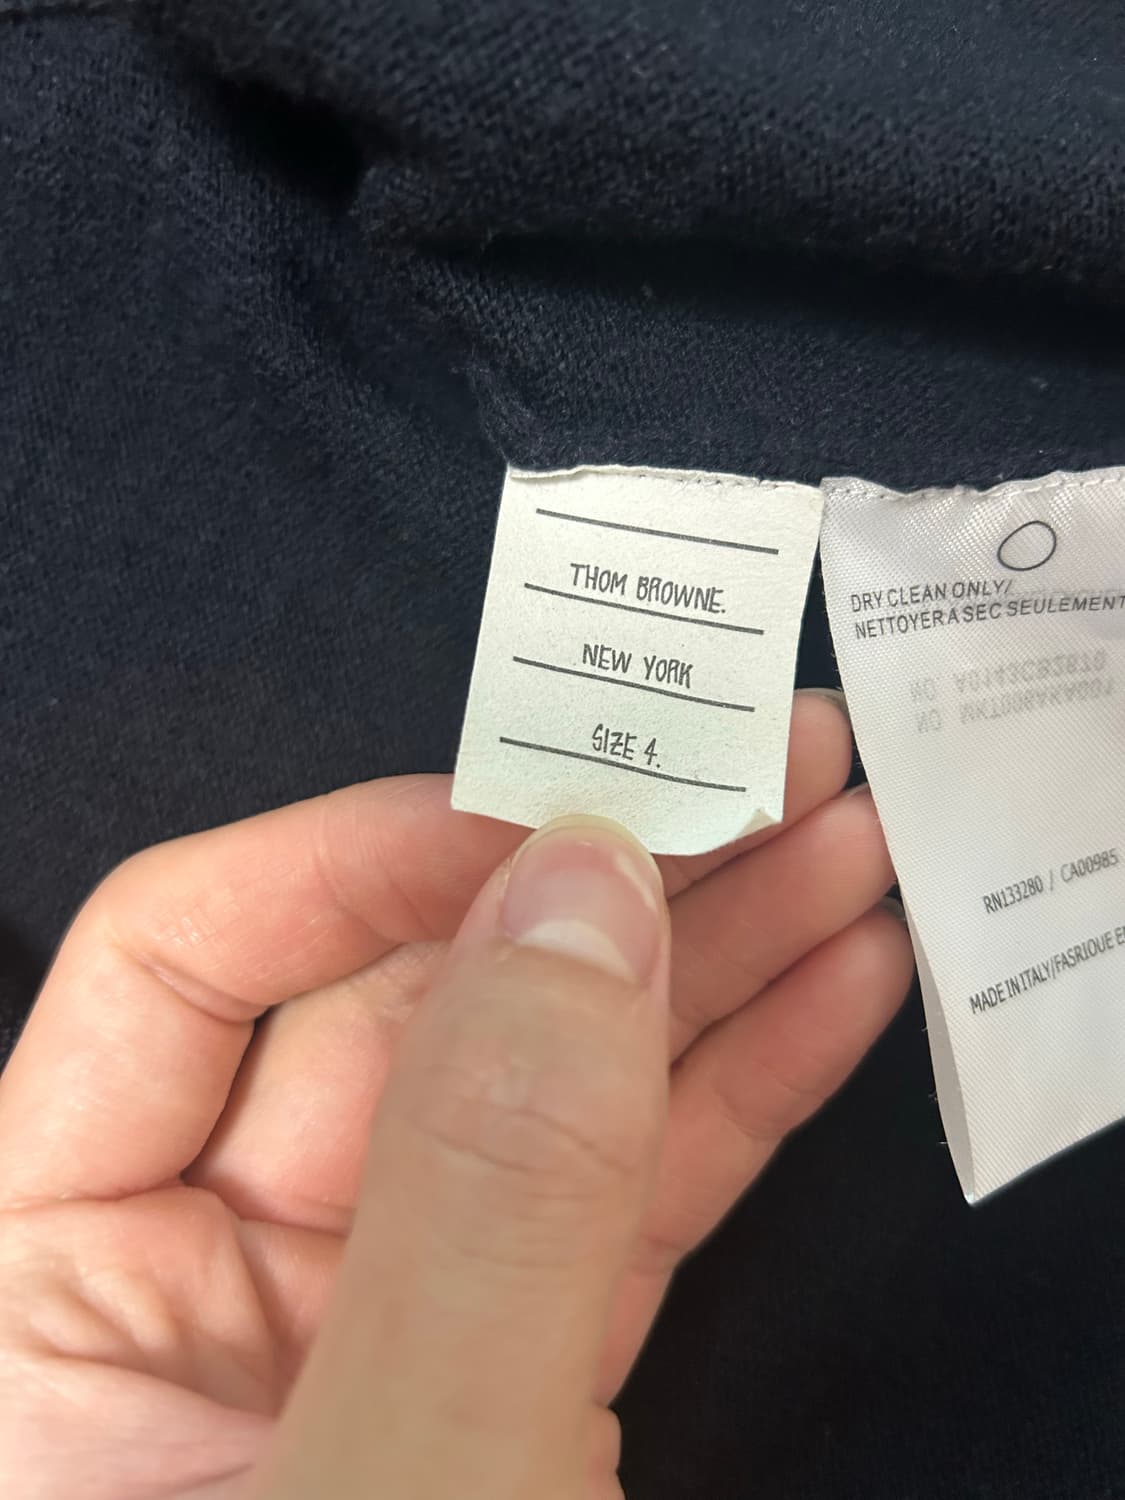 THOM BROWNE.
NEW YORK
SIZE 4.
DRY CLEAN ONLY/
NETTOYER A SEC SEULEMENT
RN133280 / CA00985
MADE IN ITALY/FASRIQUE